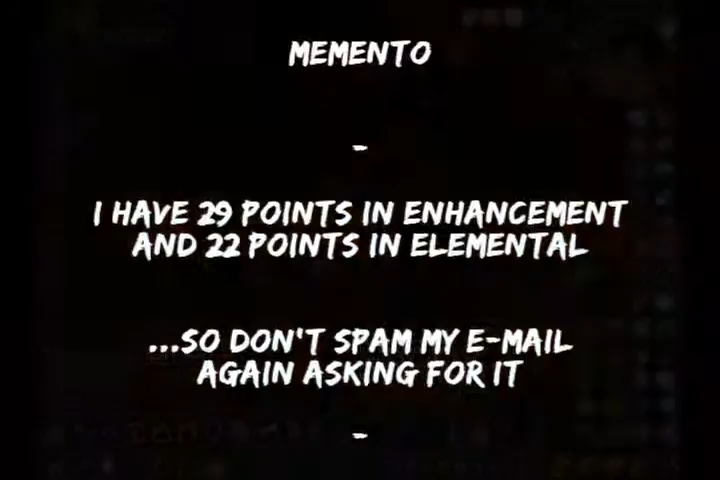 MEMENTO
-
I HAVE 29 POINTS IN ENHANCEMENT
AND 22 POINTS IN ELEMENTAL
...SO DON'T SPAM MY E-MAIL
AGAIN ASKING FOR IT
-